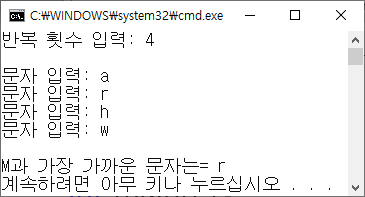 C:₩WINDOWS₩system32₩cmd.exe
반복 횟수 입력: 4
문자 입력: a
문자 입력: r
문자 입력: h
문자 입력: w
M과 가장 가까운 문자는= r
계속하려면 아무 키나 누르십시오 . . .